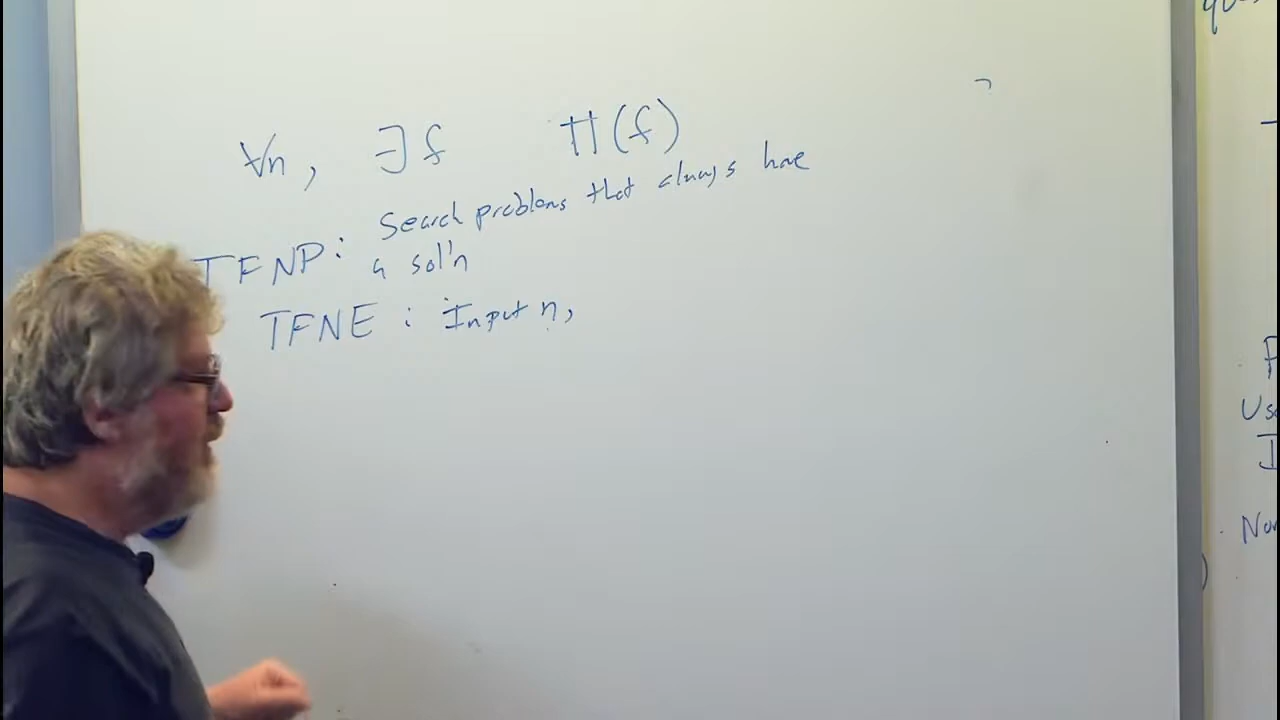 ∀n, ∃f Π(f)
TFNP: Search problems that always have
a sol'n
TFNE: Input n,